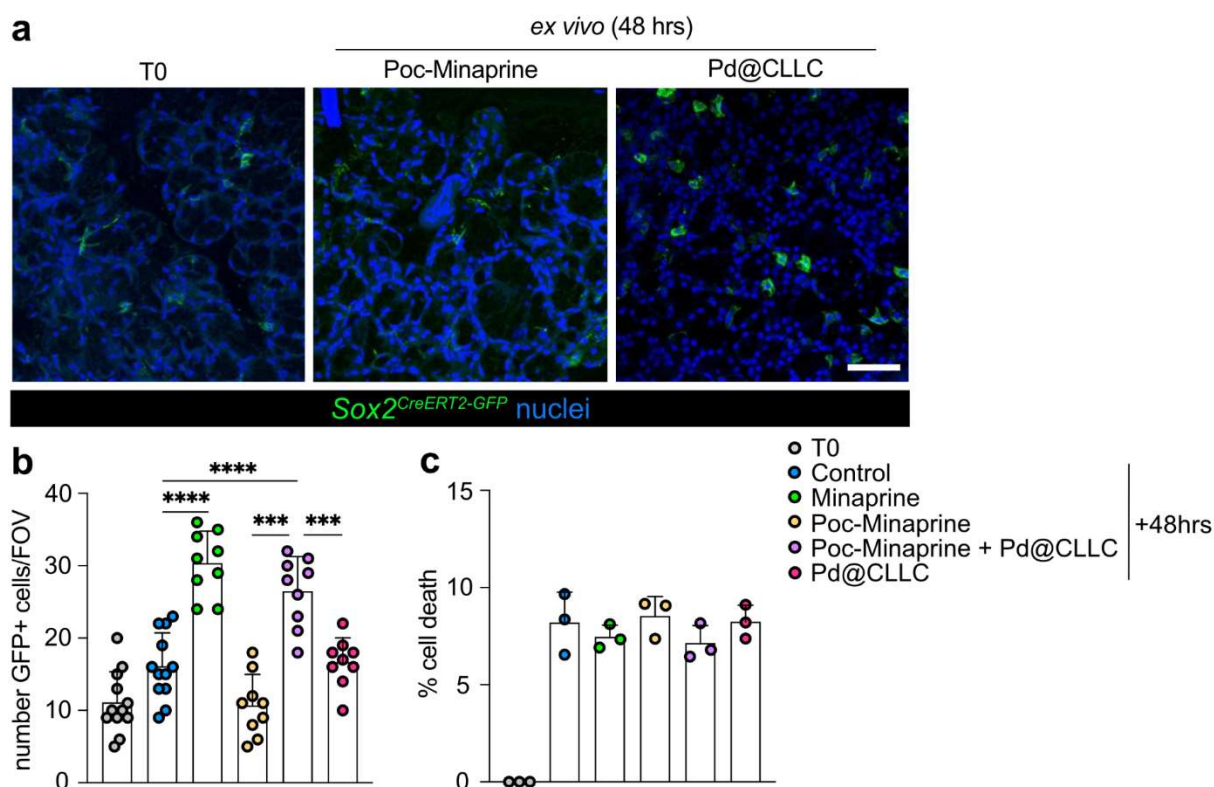 a
ex vivo (48 hrs)
T0 Poc-Minaprine Pd@CLLC
Sox2CreERT2-GFP nuclei
b
number GFP+ cells/FOV
40
30
20
10
0
****
****
*** ***
c
% cell death
15
10
5
0
T0
Control
Minaprine
Poc-Minaprine
Poc-Minaprine + Pd@CLLC
Pd@CLLC
+48hrs